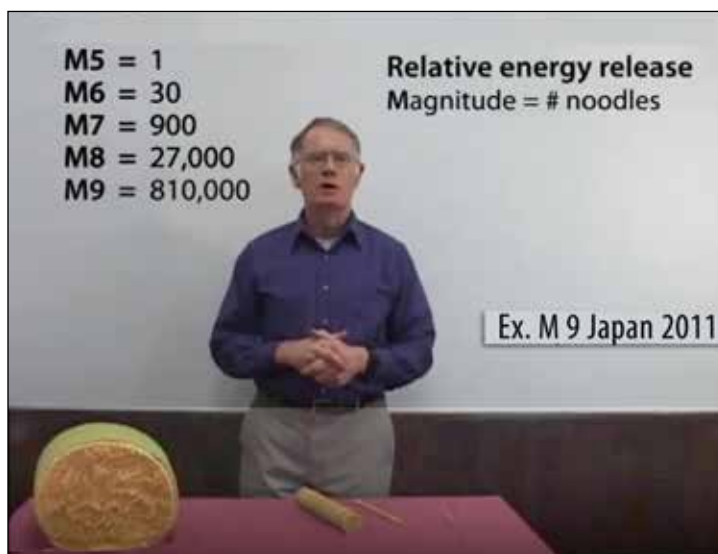 M5 = 1
M6 = 30
M7 = 900
M8 = 27,000
M9 = 810,000
Relative energy release
Magnitude = # noodles
Ex. M 9 Japan 2011